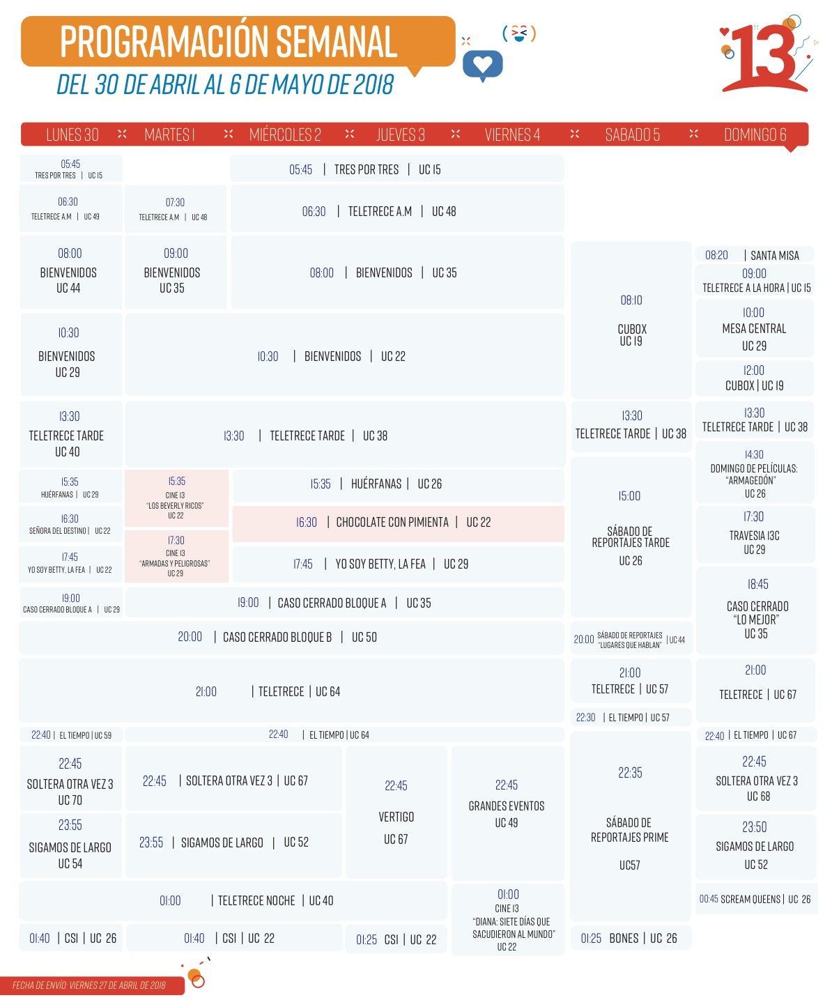 PROGRAMACIÓN SEMANAL
DEL 30 DE ABRIL AL 6 DE MAYO DE 2018
13
LUNES 30 MARTES 1 MIÉRCOLES 2 JUEVES 3 VIERNES 4 SABADO 5 DOMINGO 6
05:45
TRES POR TRES | UC 15
05:45 | TRES POR TRES | UC 15
06:30
TELETRECE A.M | UC 49
07:30
TELETRECE A.M | UC 48
06:30 | TELETRECE A.M | UC 48
08:00
BIENVENIDOS
UC 44
09:00
BIENVENIDOS
UC 35
08:00 | BIENVENIDOS | UC 35
08:10
CUBOX
UC 19
08:20 | SANTA MISA
09:00
TELETRECE A LA HORA | UC 15
10:00
MESA CENTRAL
UC 29
12:00
CUBOX | UC 19
10:30
BIENVENIDOS
UC 29
10:30 | BIENVENIDOS | UC 22
13:30
TELETRECE TARDE
UC 40
13:30 | TELETRECE TARDE | UC 38
13:30
TELETRECE TARDE | UC 38
13:30
TELETRECE TARDE | UC 38
15:35
HUÉRFANAS | UC 29
15:35
CINE 13
“LOS BEVERLY RICOS”
UC 22
15:35 | HUÉRFANAS | UC 26
15:00
SÁBADO DE
REPORTAJES TARDE
UC 26
14:30
DOMINGO DE PELÍCULAS:
“ARMAGEDÓN”
UC 26
16:30
SEÑORA DEL DESTINO | UC 22
16:30 | CHOCOLATE CON PIMIENTA | UC 22
17:30
CINE 13
“ARMADAS Y PELIGROSAS”
UC 29
17:30
TRAVESIA 13C
UC 29
17:45
YO SOY BETTY, LA FEA | UC 22
17:45 | YO SOY BETTY, LA FEA | UC 29
18:45
CASO CERRADO
“LO MEJOR”
UC 35
19:00
CASO CERRADO BLOQUE A | UC 29
19:00 | CASO CERRADO BLOQUE A | UC 35
20:00 | CASO CERRADO BLOQUE B | UC 50
20:00 SÁBADO DE REPORTAJES
“LUGARES QUE HABLAN” | UC 44
21:00 | TELETRECE | UC 64
21:00
TELETRECE | UC 57
21:00
TELETRECE | UC 67
22:30 | EL TIEMPO | UC 57
22:40 | EL TIEMPO | UC 59
22:40 | EL TIEMPO | UC 64
22:40 | EL TIEMPO | UC 67
22:45
SOLTERA OTRA VEZ 3
UC 70
22:45 | SOLTERA OTRA VEZ 3 | UC 67
22:45
VERTIGO
UC 67
22:45
GRANDES EVENTOS
UC 49
22:35
SÁBADO DE
REPORTAJES PRIME
UC57
22:45
SOLTERA OTRA VEZ 3
UC 68
23:55
SIGAMOS DE LARGO
UC 54
23:55 | SIGAMOS DE LARGO | UC 52
23:50
SIGAMOS DE LARGO
UC 52
01:00 | TELETRECE NOCHE | UC 40
01:00
CINE 13
“DIANA: SIETE DÍAS QUE
SACUDIERON AL MUNDO”
UC 22
00:45 SCREAM QUEENS | UC 26
01:40 | CSI | UC 26
01:40 | CSI | UC 22
01:25 CSI | UC 22
01:25 BONES | UC 26
FECHA DE ENVÍO: VIERNES 27 DE ABRIL DE 2018